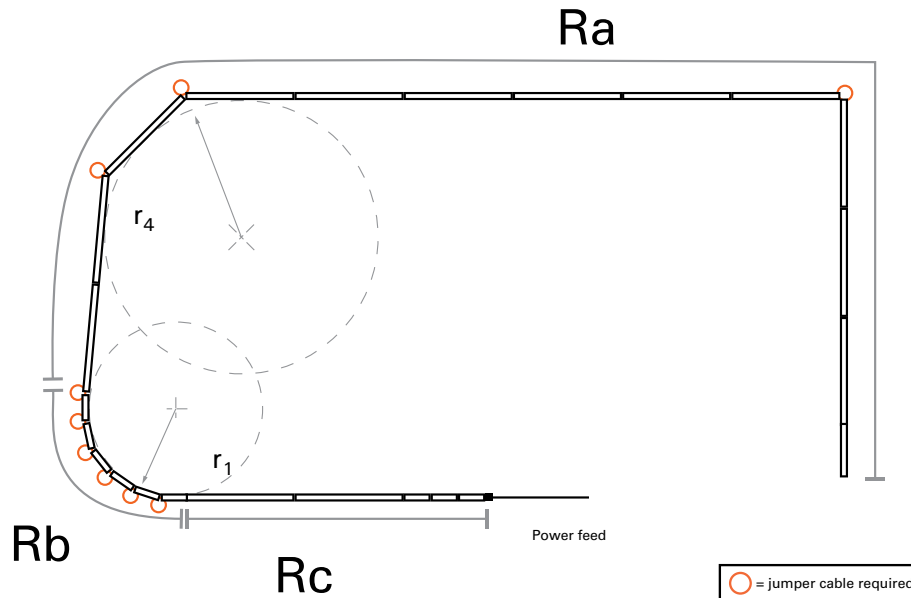 Ra
r4
r1
Rb
Power feed
Rc
= jumper cable required